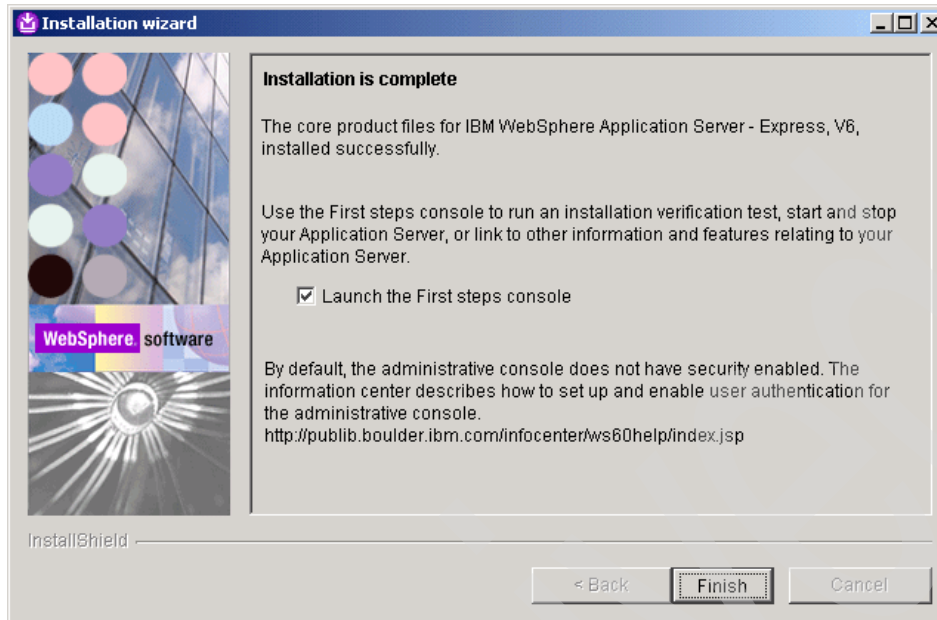 Installation wizard
Installation is complete
The core product files for IBM WebSphere Application Server - Express, V6,
installed successfully.
Use the First steps console to run an installation verification test, start and stop
your Application Server, or link to other information and features relating to your
Application Server.
Launch the First steps console
WebSphere. software
By default, the administrative console does not have security enabled. The
information center describes how to set up and enable user authentication for
the administrative console.
http://publib.boulder.ibm.com/infocenter/ws60help/index.jsp
InstallShield
< Back
Finish
Cancel